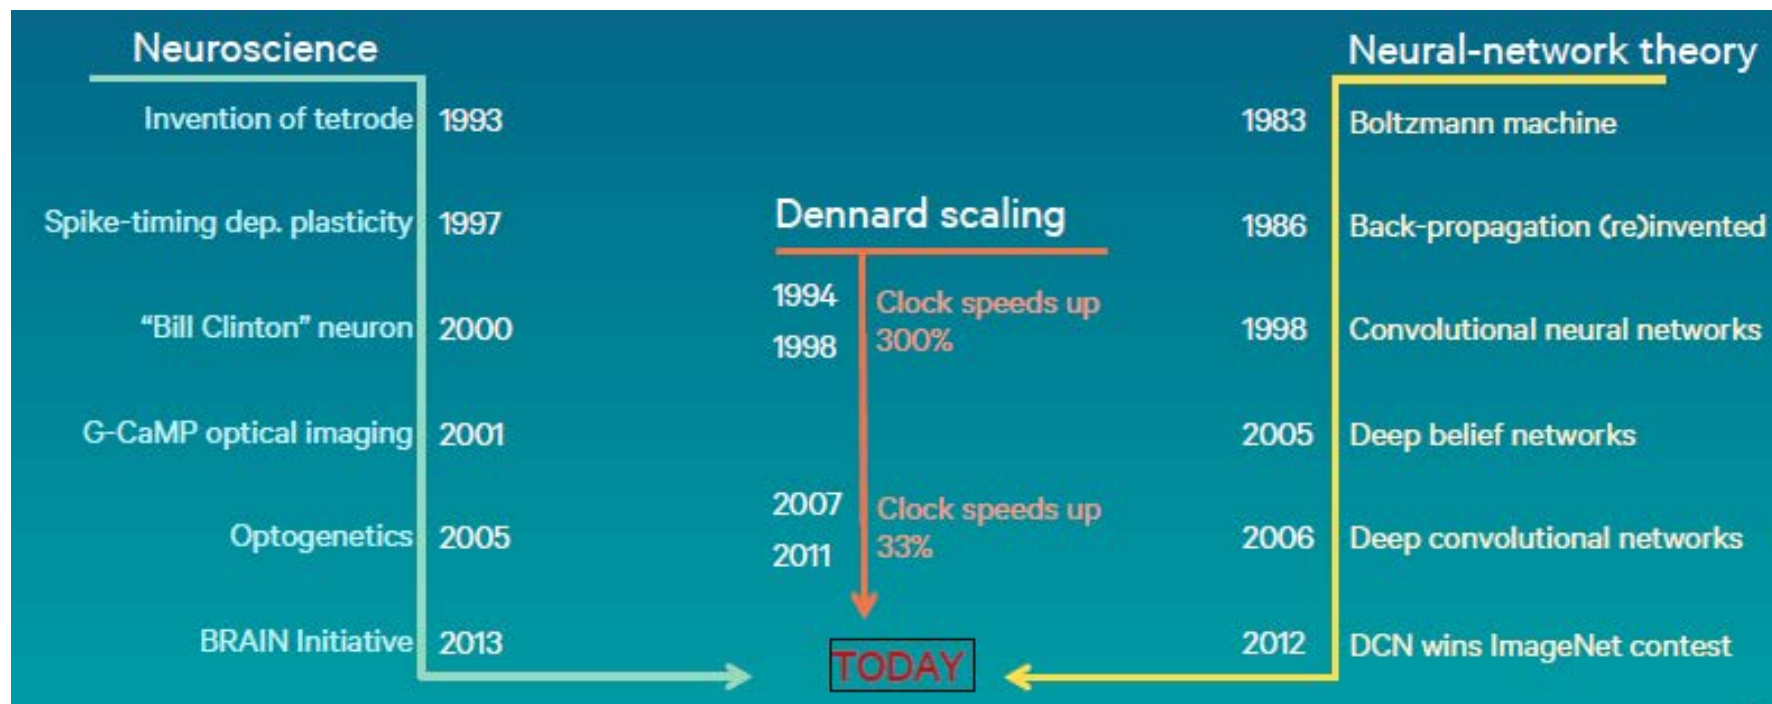 Neuroscience
Invention of tetrode 1993
Spike-timing dep. plasticity 1997
“Bill Clinton” neuron 2000
G-CaMP optical imaging 2001
Optogenetics 2005
BRAIN Initiative 2013
Dennard scaling
1994
1998
Clock speeds up
300%
2007
2011
Clock speeds up
33%
TODAY
Neural-network theory
1983 Boltzmann machine
1986 Back-propagation (re)invented
1998 Convolutional neural networks
2005 Deep belief networks
2006 Deep convolutional networks
2012 DCN wins ImageNet contest